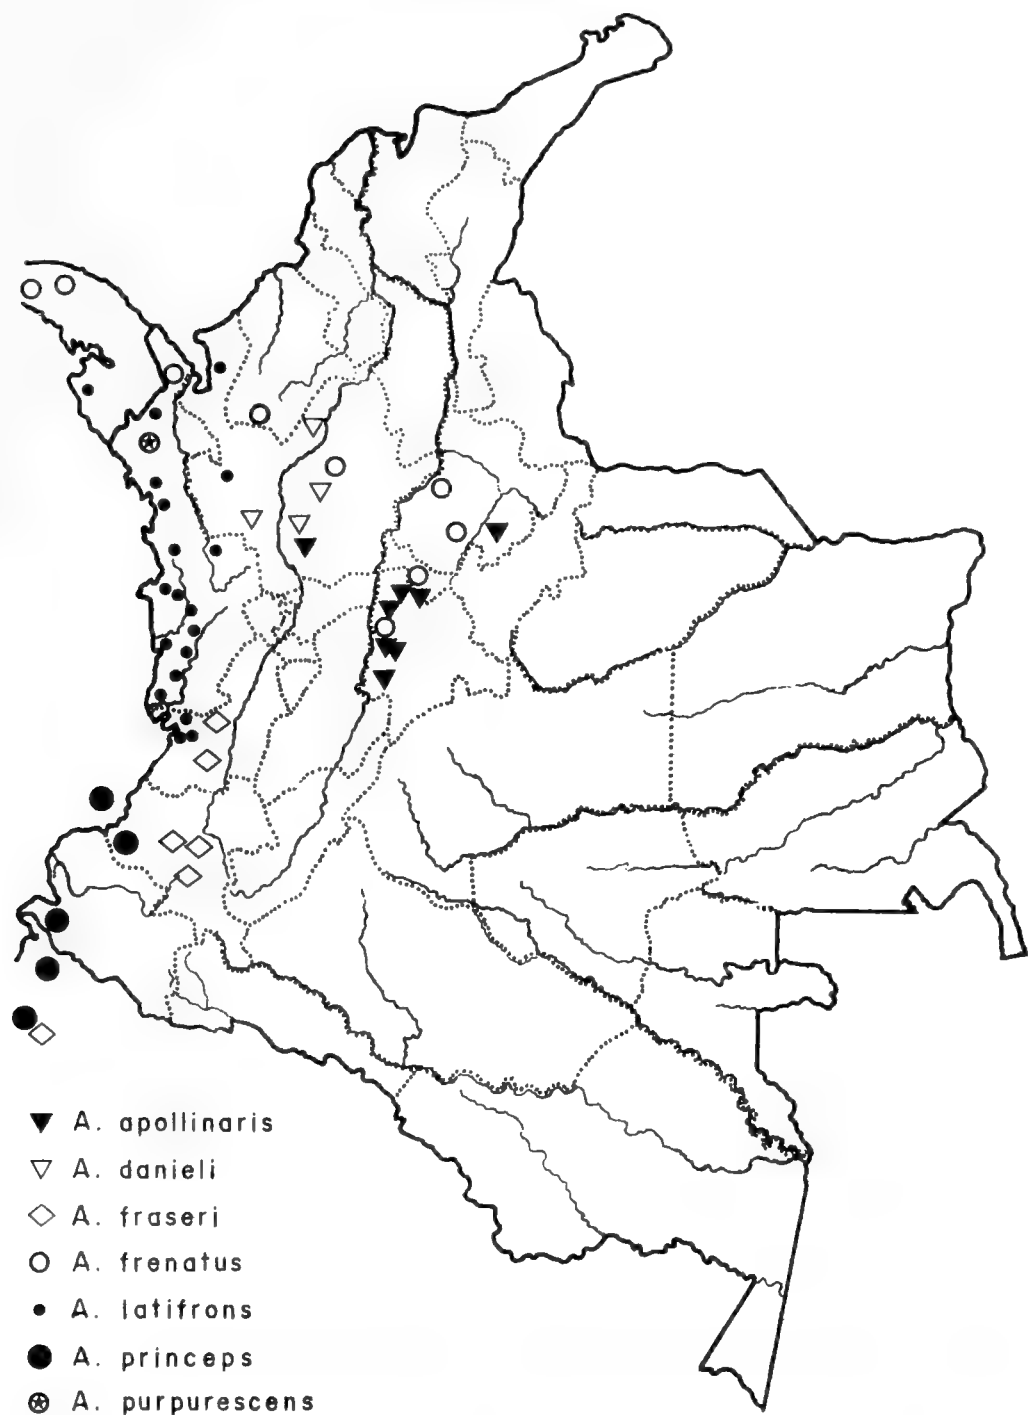 A. apollinaris
A. danieli
A. fraseri
A. frenatus
A. latifrons
A. princeps
A. purpurescens